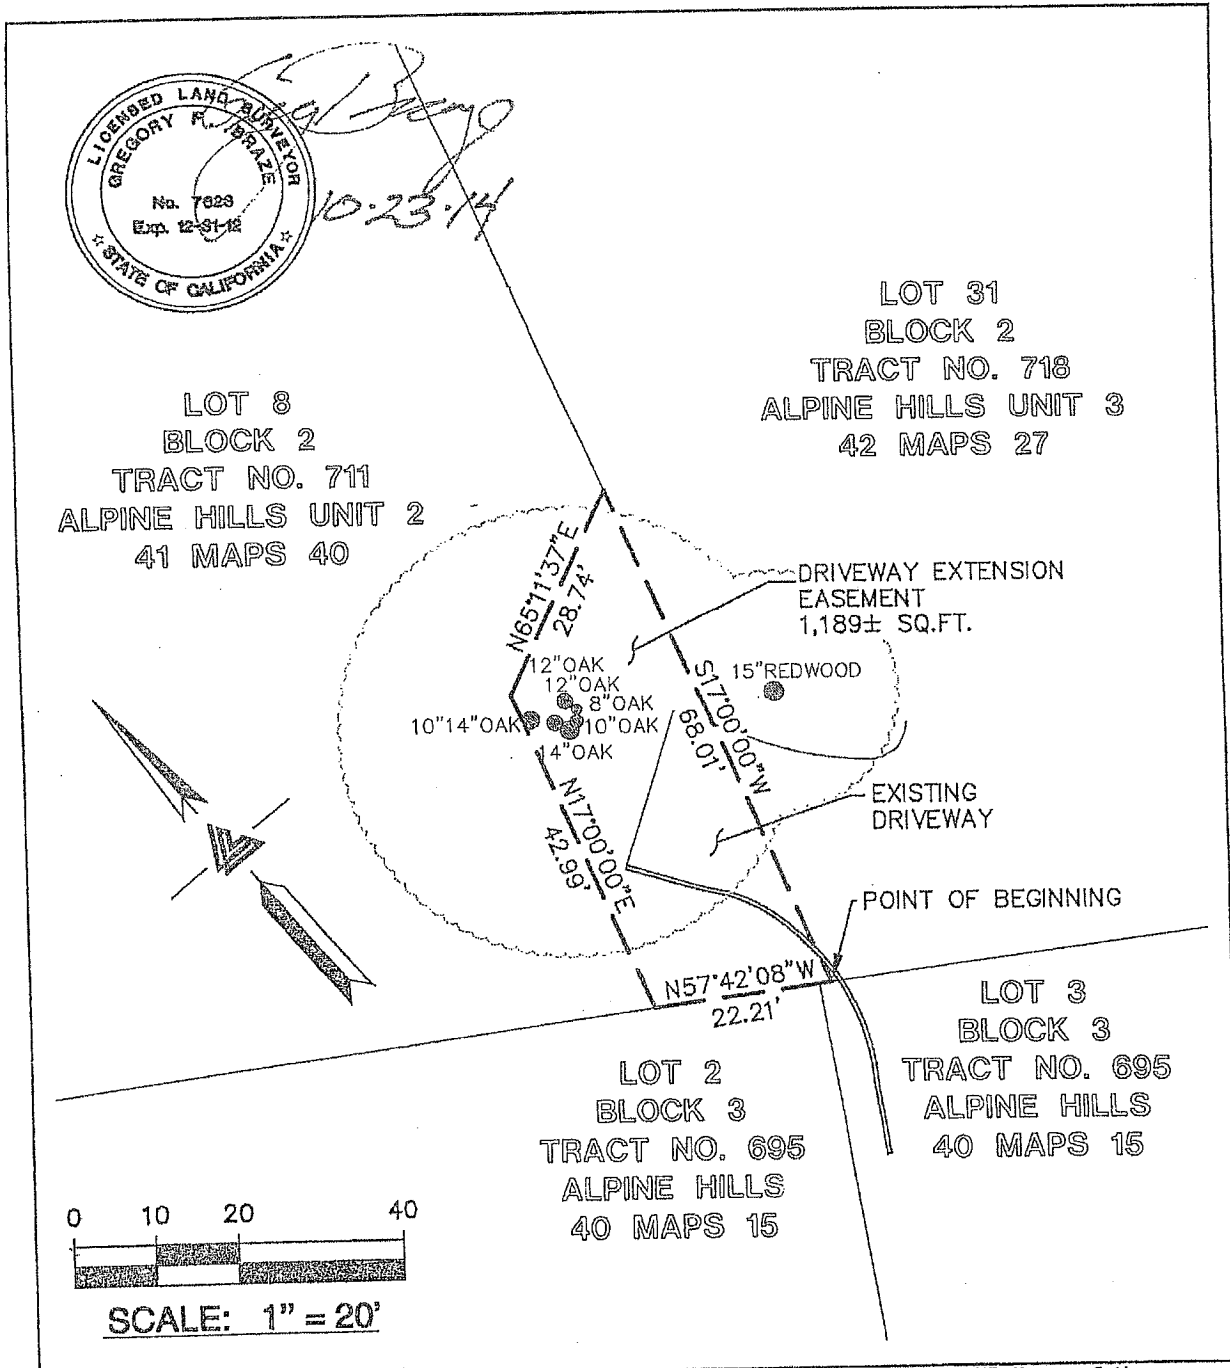 LICENSED LAND SURVEYOR
GREGORY F. BRAZE
No. 7623
Exp. 12-31-12
STATE OF CALIFORNIA
10-23-14
LOT 31
BLOCK 2
TRACT NO. 718
ALPINE HILLS UNIT 3
42 MAPS 27
LOT 8
BLOCK 2
TRACT NO. 711
ALPINE HILLS UNIT 2
41 MAPS 40
N65°11'37"E
28.74'
DRIVEWAY EXTENSION
EASEMENT
1,189± SQ.FT.
12"OAK
12"OAK
8"OAK
10"14"OAK
10"OAK
14"OAK
15"REDWOOD
S17°00'00"W
68.01'
N17°00'00"E
42.99'
EXISTING
DRIVEWAY
POINT OF BEGINNING
N57°42'08"W
22.21'
LOT 3
BLOCK 3
TRACT NO. 695
ALPINE HILLS
40 MAPS 15
LOT 2
BLOCK 3
TRACT NO. 695
ALPINE HILLS
40 MAPS 15
0 10 20 40
SCALE: 1" = 20'